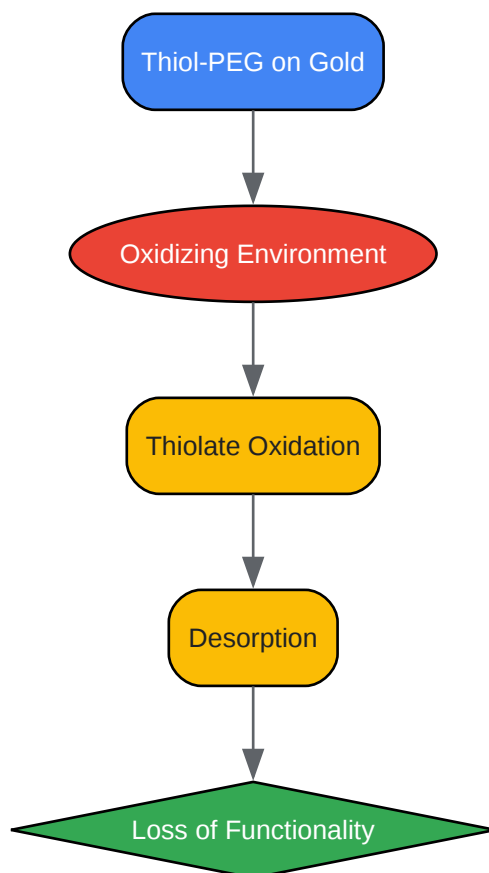 Thiol-PEG on Gold
Oxidizing Environment
Thiolate Oxidation
Desorption
Loss of Functionality